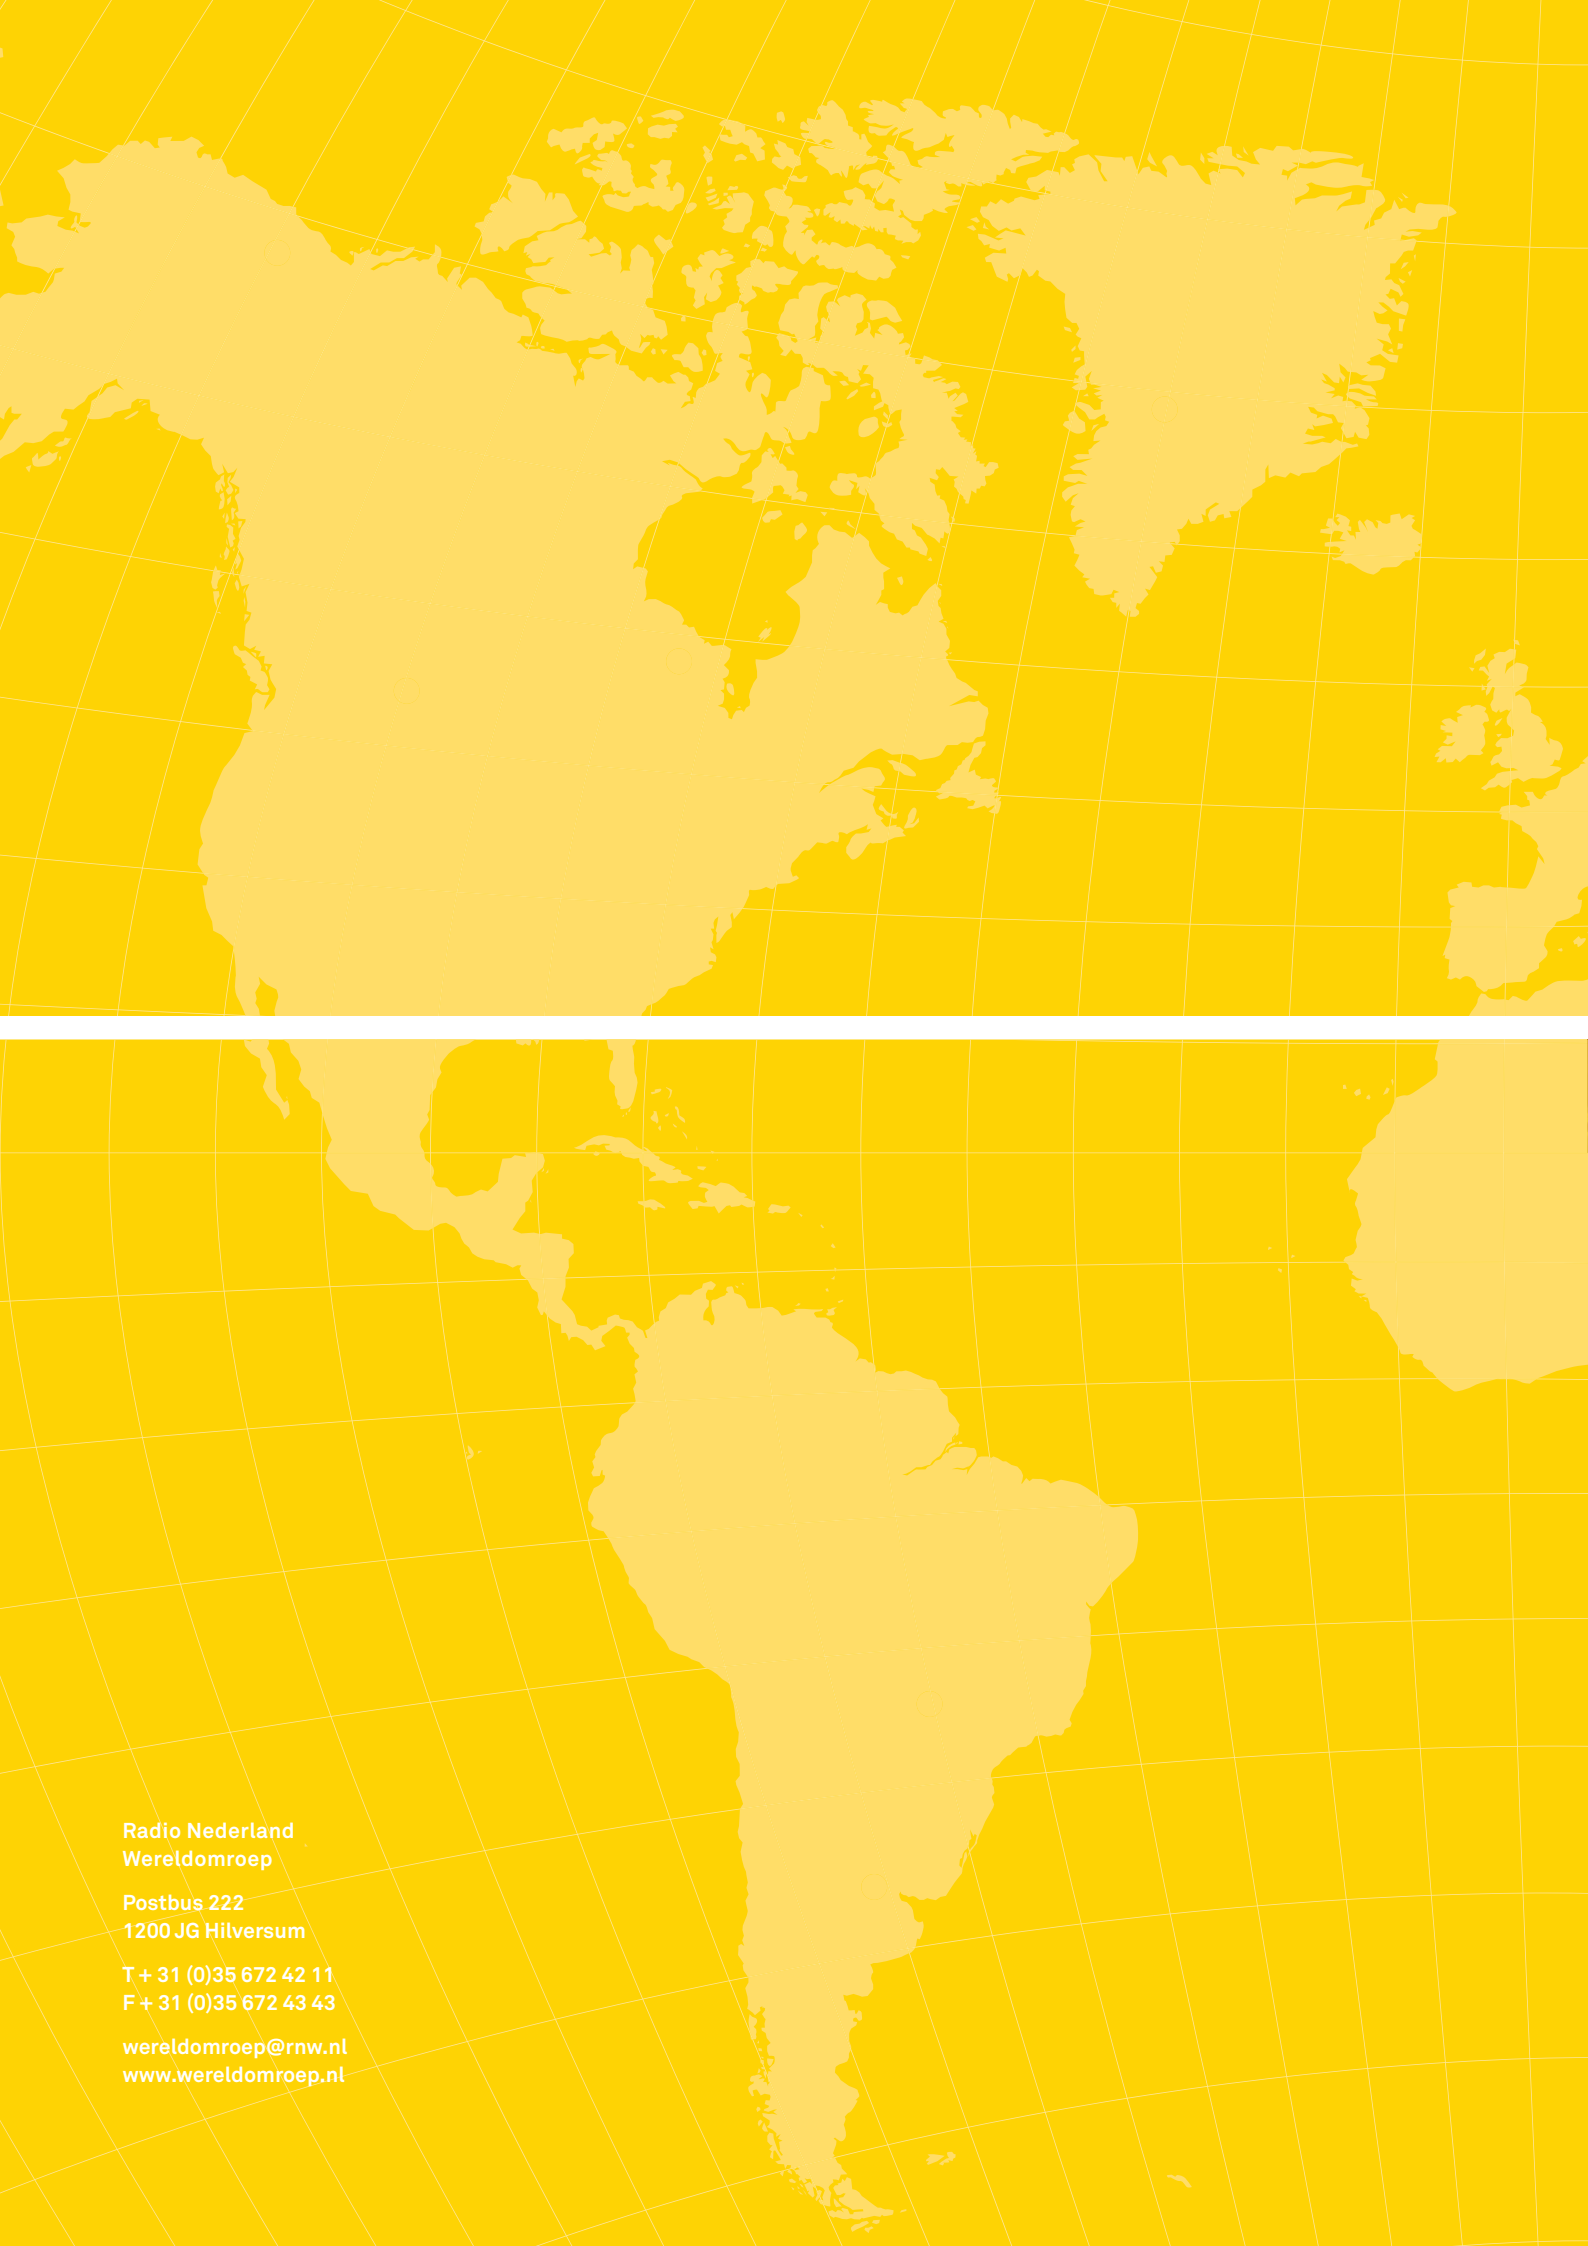 Radio Nederland
Wereldomroep
Postbus 222
1200 JG Hilversum
T + 31 (0)35 672 42 11
F + 31 (0)35 672 43 43
wereldomroep@rnw.nl
www.wereldomroep.nl